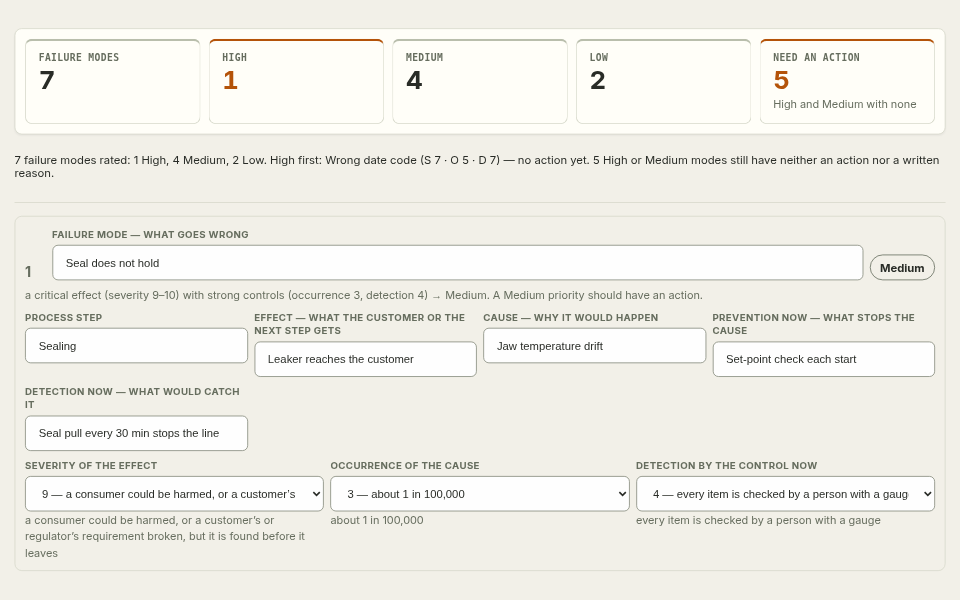 FAILURE MODES
7
HIGH
1
MEDIUM
4
LOW
2
NEED AN ACTION
5
High and Medium with none
7 failure modes rated: 1 High, 4 Medium, 2 Low. High first: Wrong date code (S 7 · O 5 · D 7) — no action yet. 5 High or Medium modes still have neither an action nor a written
reason.
FAILURE MODE — WHAT GOES WRONG
1
Seal does not hold
Medium
a critical effect (severity 9–10) with strong controls (occurrence 3, detection 4) → Medium. A Medium priority should have an action.
PROCESS STEP
Sealing
EFFECT — WHAT THE CUSTOMER OR THE
NEXT STEP GETS
Leaker reaches the customer
CAUSE — WHY IT WOULD HAPPEN
Jaw temperature drift
PREVENTION NOW — WHAT STOPS THE
CAUSE
Set-point check each start
DETECTION NOW — WHAT WOULD CATCH
IT
Seal pull every 30 min stops the line
SEVERITY OF THE EFFECT
9 — a consumer could be harmed, or a customer's
a consumer could be harmed, or a customer's or
regulator's requirement broken, but it is found before it
leaves
OCCURRENCE OF THE CAUSE
3 — about 1 in 100,000
about 1 in 100,000
DETECTION BY THE CONTROL NOW
4 — every item is checked by a person with a gaug
every item is checked by a person with a gauge